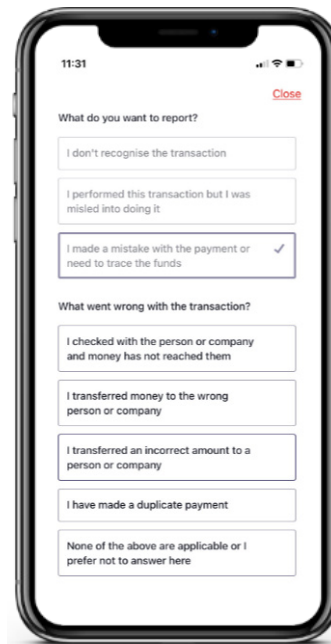 11:31
Close
What do you want to report?
I don't recognise the transaction
I performed this transaction but I was
misled into doing it
I made a mistake with the payment or
need to trace the funds
What went wrong with the transaction?
I checked with the person or company
and money has not reached them
I transferred money to the wrong
person or company
I transferred an incorrect amount to a
person or company
I have made a duplicate payment
None of the above are applicable or I
prefer not to answer here